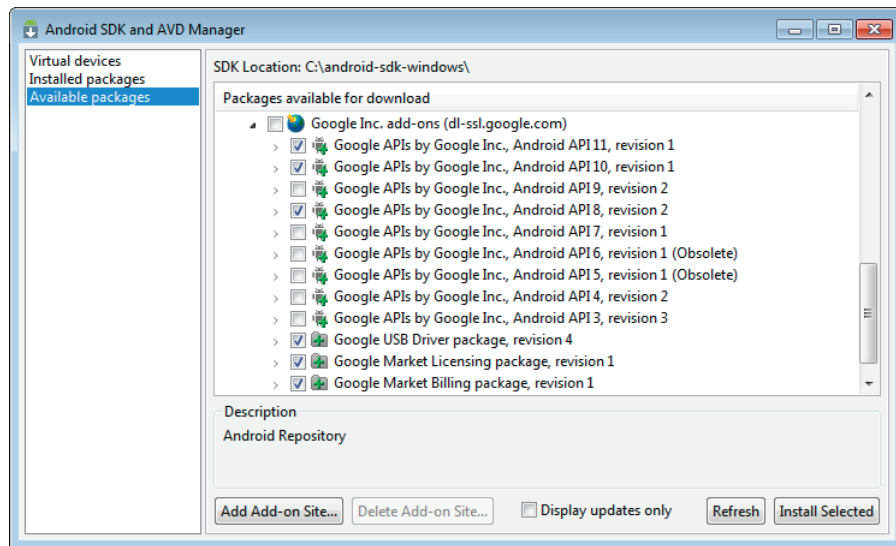 Android SDK and AVD Manager
Virtual devices
Installed packages
Available packages
SDK Location: C:\android-sdk-windows\
Packages available for download
Google Inc. add-ons (dl-ssl.google.com)
Google APIs by Google Inc., Android API 11, revision 1
Google APIs by Google Inc., Android API 10, revision 1
Google APIs by Google Inc., Android API 9, revision 2
Google APIs by Google Inc., Android API 8, revision 2
Google APIs by Google Inc., Android API 7, revision 1
Google APIs by Google Inc., Android API 6, revision 1 (Obsolete)
Google APIs by Google Inc., Android API 5, revision 1 (Obsolete)
Google APIs by Google Inc., Android API 4, revision 2
Google APIs by Google Inc., Android API 3, revision 3
Google USB Driver package, revision 4
Google Market Licensing package, revision 1
Google Market Billing package, revision 1
Description
Android Repository
Add Add-on Site... Delete Add-on Site... Display updates only Refresh Install Selected